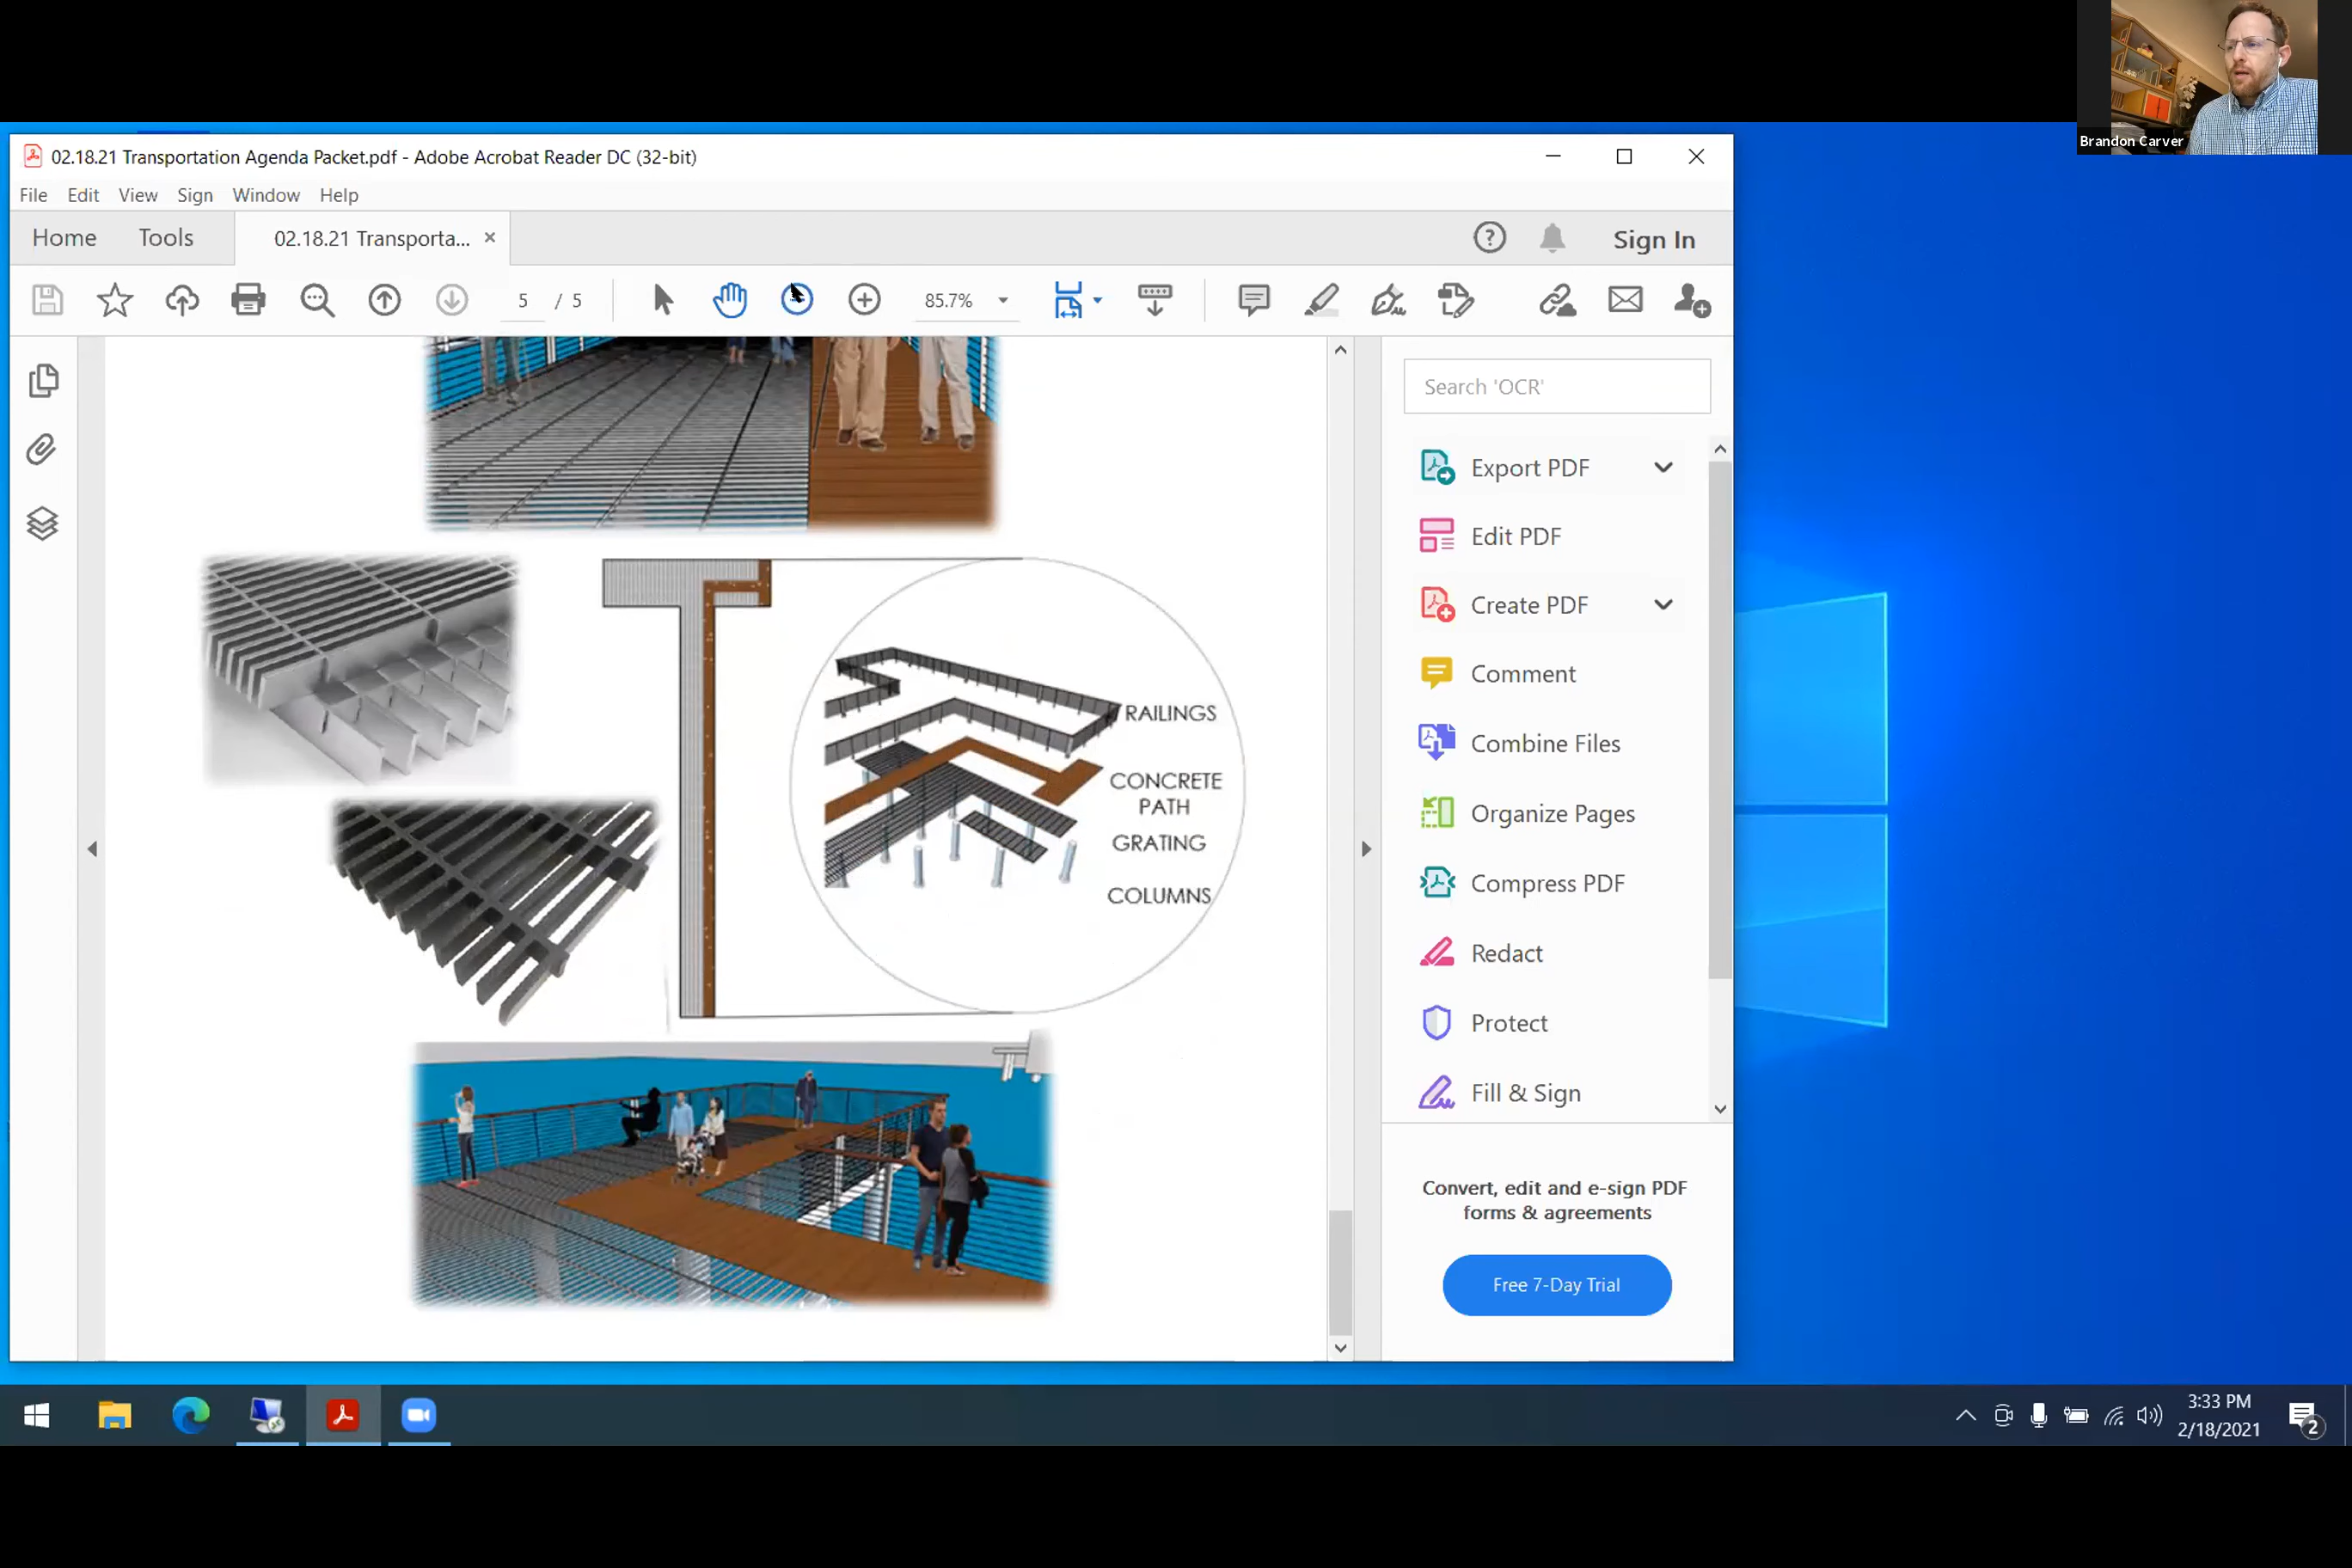 Brandon Carver
02.18.21 Transportation Agenda Packet.pdf - Adobe Acrobat Reader DC (32-bit)
File Edit View Sign Window Help
Home Tools 02.18.21 Transporta... Sign In
5 / 5 85.7%
Search 'OCR'
Export PDF
Edit PDF
Create PDF
Comment
Combine Files
Organize Pages
Compress PDF
Redact
Protect
Fill & Sign
Convert, edit and e-sign PDF
forms & agreements
Free 7-Day Trial
RAILINGS
CONCRETE
PATH
GRATING
COLUMNS
3:33 PM
2/18/2021
2